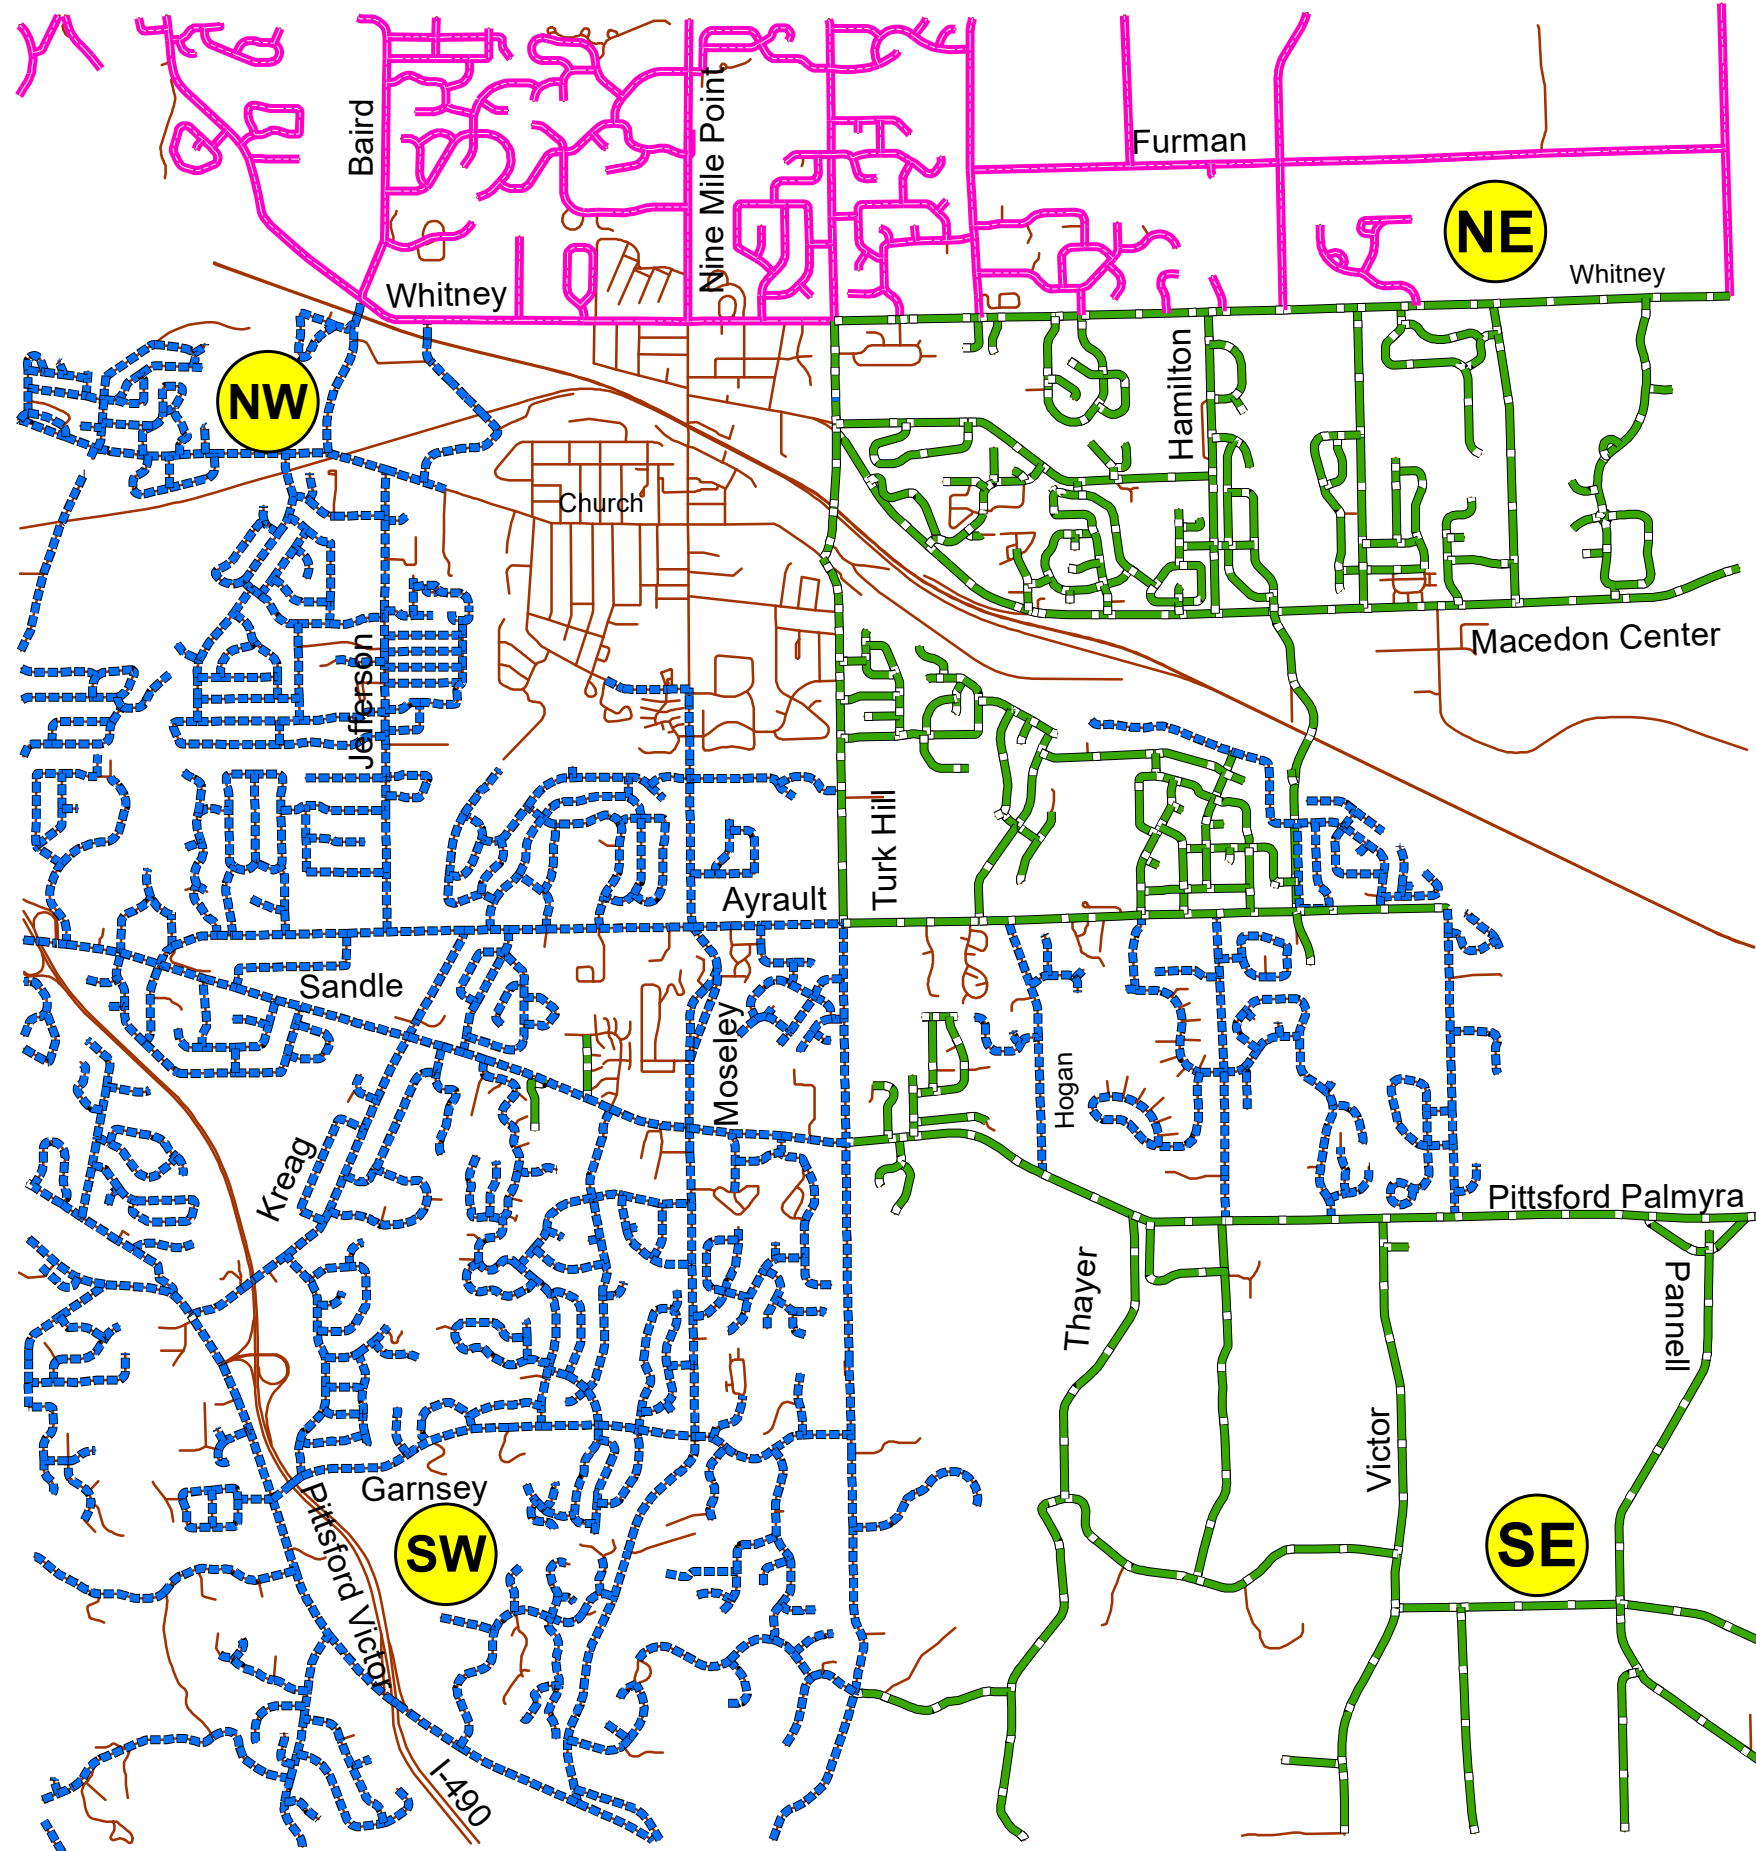 Baird
Nine Mile Point
Furman
NE
Whitney
Whitney
Hamilton
NW
Church
Jefferson
Macedon Center
Turk Hill
Ayrault
Sandle
Moseley
Hogan
Kreag
Pittsford Palmyra
Thayer
Pannell
Victor
Garnsey
Pittsford Victor
SW
SE
I-490